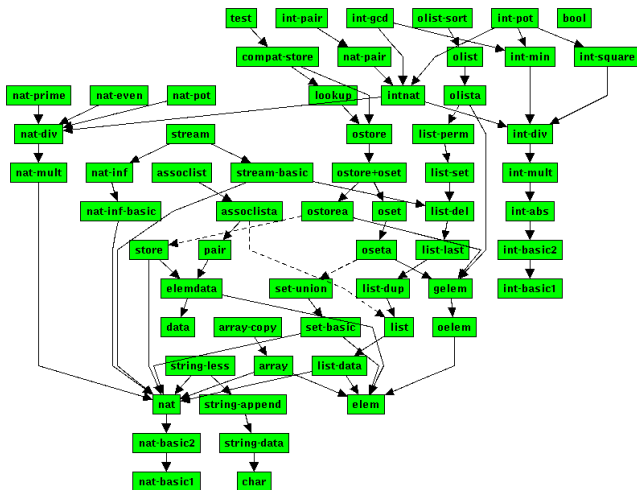 test
int-pair
int-gcd
olist-sort
int-pot
bool
compat-store
nat-pair
olist
int-min
int-square
nat-prime
nat-even
nat-pot
lookup
intnat
olista
nat-div
stream
ostore
list-perm
int-div
nat-mult
nat-inf
assoclist
stream-basic
ostore+oset
list-set
int-mult
nat-inf-basic
assoclista
ostorea
oset
list-del
int-abs
store
pair
oseta
list-last
int-basic2
elemdata
set-union
list-dup
gelem
int-basic1
data
array-copy
set-basic
list
oelem
string-less
array
list-data
nat
string-append
elem
nat-basic2
string-data
nat-basic1
char